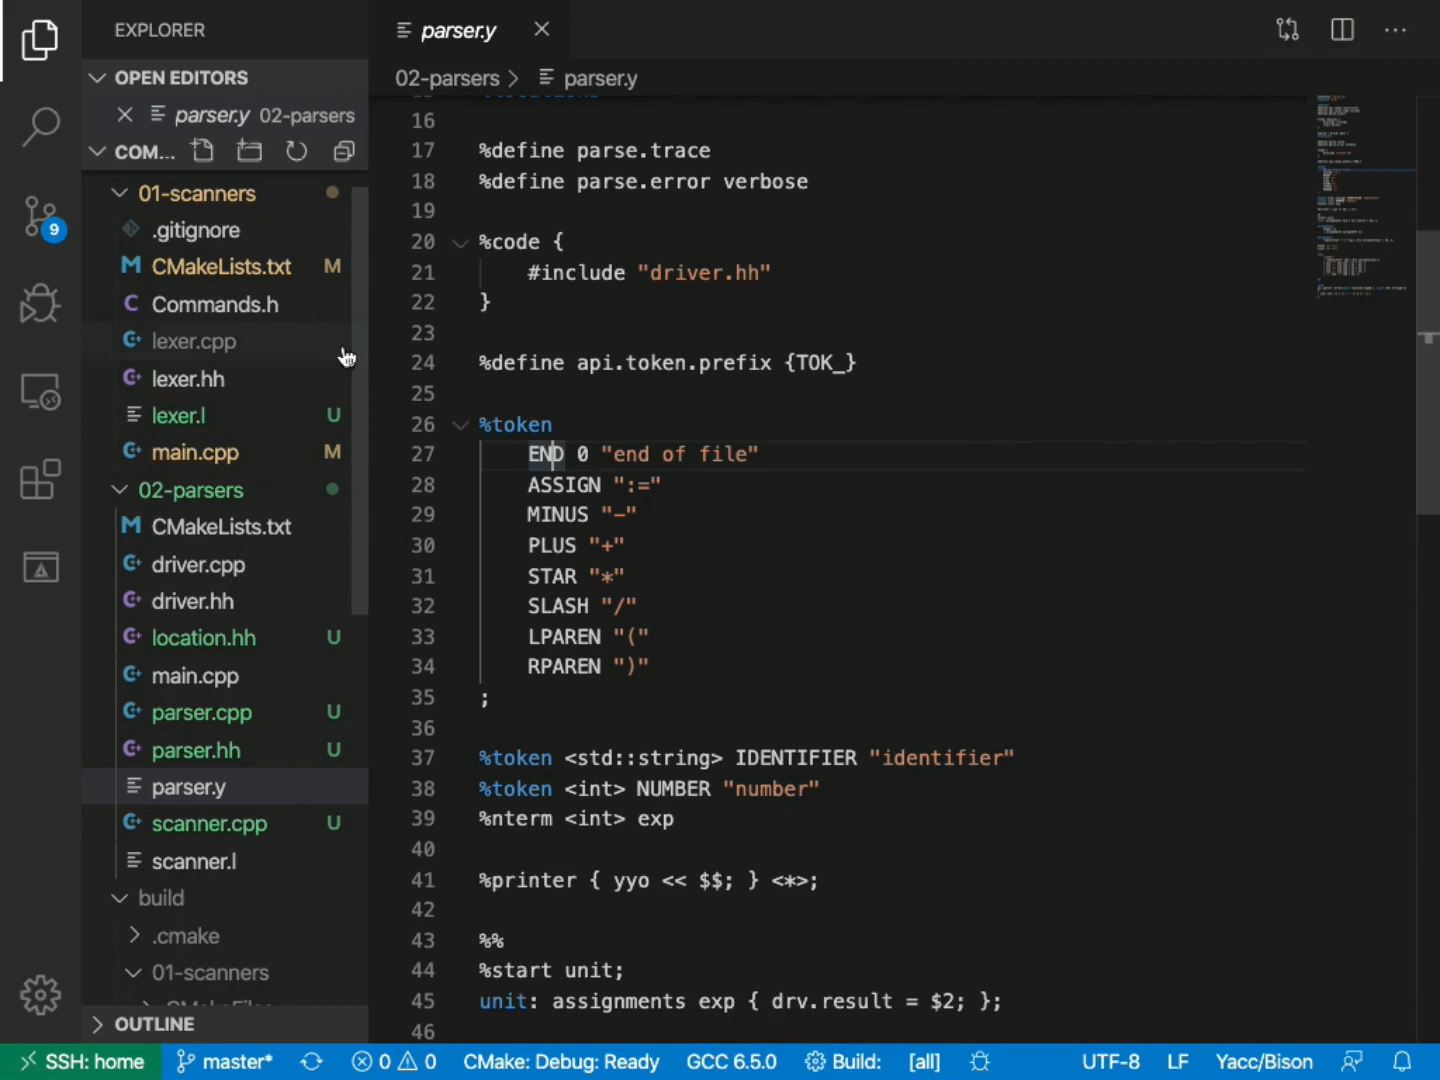 EXPLORER
OPEN EDITORS
parser.y 02-parsers
COM...
01-scanners
.gitignore
M CMakeLists.txt M
C Commands.h
lexer.cpp
lexer.hh
lexer.l U
main.cpp M
02-parsers
M CMakeLists.txt
driver.cpp
driver.hh
location.hh U
main.cpp
parser.cpp U
parser.hh U
parser.y
scanner.cpp U
scanner.l
build
.cmake
01-scanners
OUTLINE
9
parser.y
02-parsers > parser.y
16
17 %define parse.trace
18 %define parse.error verbose
19
20 %code {
21 #include "driver.hh"
22 }
23
24 %define api.token.prefix {TOK_}
25
26 %token
27 END 0 "end of file"
28 ASSIGN ":="
29 MINUS "-"
30 PLUS "+"
31 STAR "*"
32 SLASH "/"
33 LPAREN "("
34 RPAREN ")"
35 ;
36
37 %token <std::string> IDENTIFIER "identifier"
38 %token <int> NUMBER "number"
39 %nterm <int> exp
40
41 %printer { yyo << $$; } <*>;
42
43 %%
44 %start unit;
45 unit: assignments exp { drv.result = $2; };
46
SSH: home master* 0 0 CMake: Debug: Ready GCC 6.5.0 Build: [all] UTF-8 LF Yacc/Bison